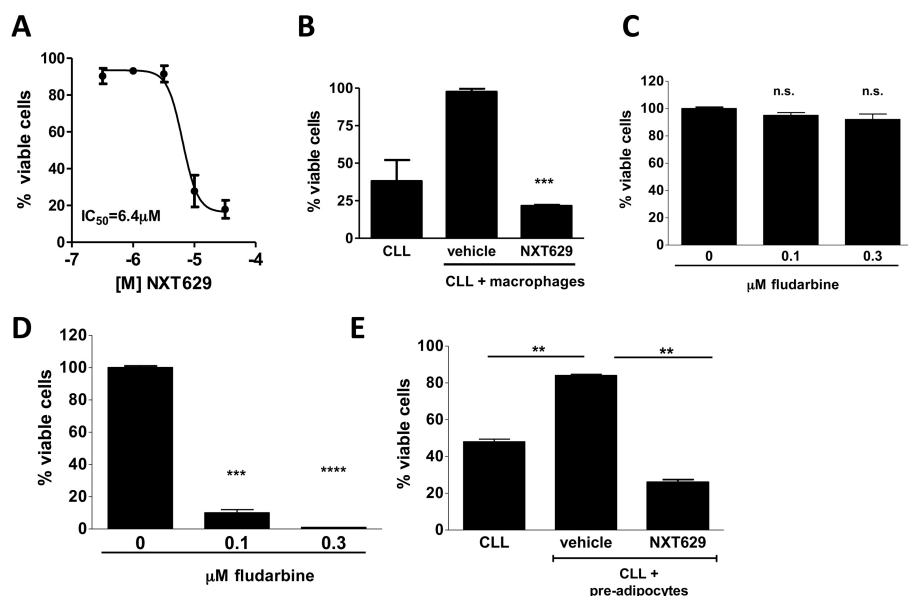 A
% viable cells
100
80
60
40
20
0
IC50=6.4µM
-7
-6
-5
-4
[M] NXT629
B
% viable cells
100
75
50
25
0
***
CLL
vehicle
NXT629
CLL + macrophages
C
% viable cells
120
100
80
60
40
20
0
n.s.
n.s.
0
0.1
0.3
µM fludarbine
D
% viable cells
120
100
80
60
40
20
0
***
****
0
0.1
0.3
µM fludarbine
E
% viable cells
100
80
60
40
20
0
**
**
CLL
vehicle
NXT629
CLL +
pre-adipocytes